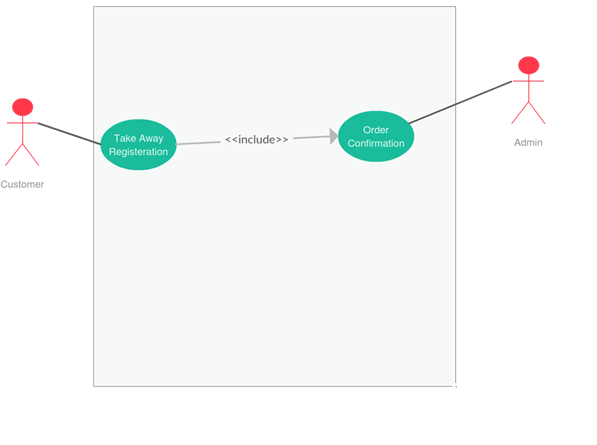 Take Away
Registeration
<<include>>
Order
Confirmation
Customer
Admin